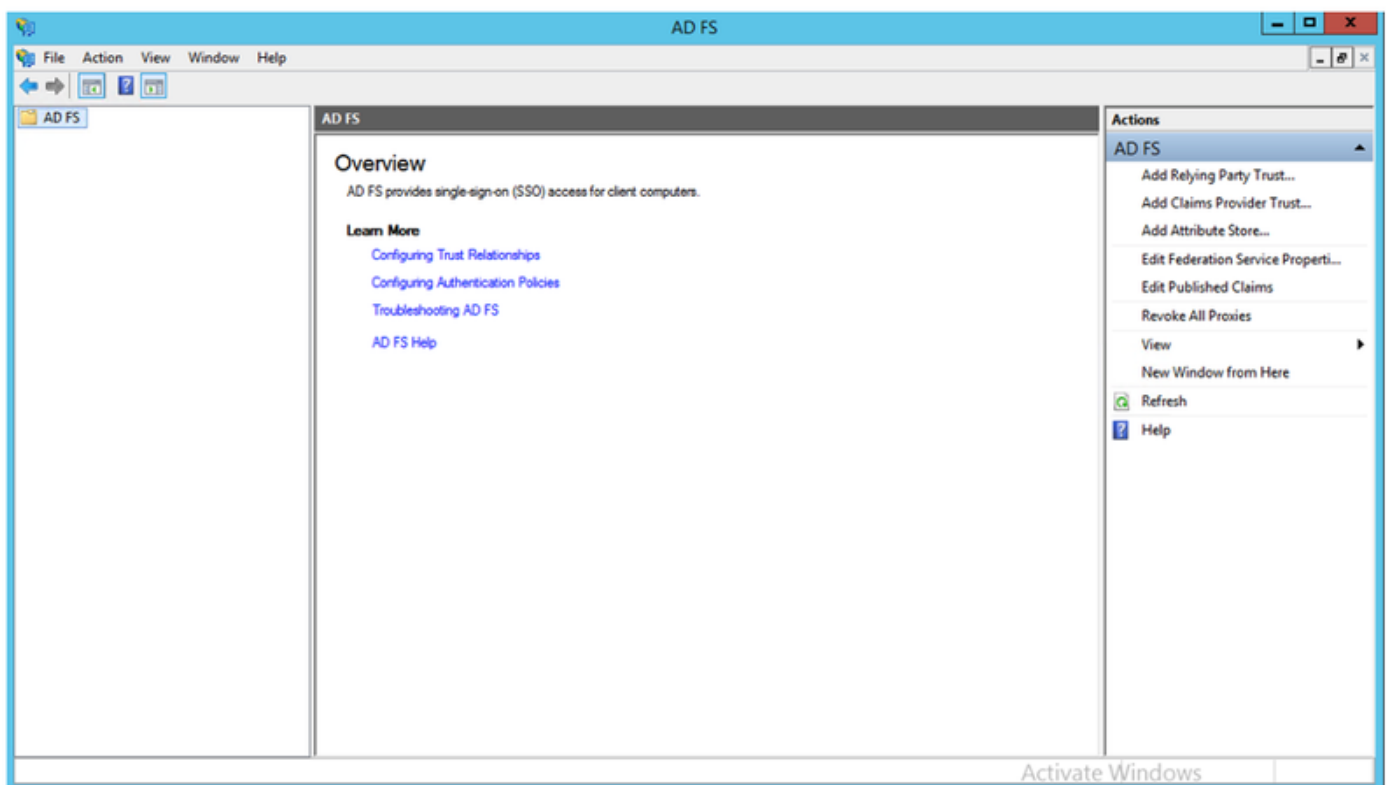 AD FS
File Action View Window Help
AD FS
AD FS
Overview
AD FS provides single-sign-on (SSO) access for client computers.
Learn More
Configuring Trust Relationships
Configuring Authentication Policies
Troubleshooting AD FS
AD FS Help
Actions
AD FS
Add Relying Party Trust...
Add Claims Provider Trust...
Add Attribute Store...
Edit Federation Service Properti...
Edit Published Claims
Revoke All Proxies
View
New Window from Here
Refresh
Help
Activate Windows